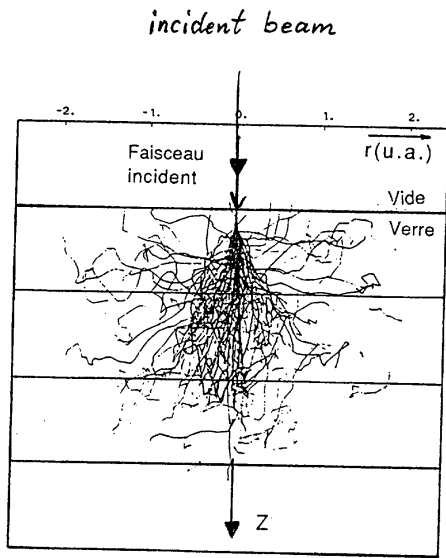 incident beam
-2. -1. 0. 1. 2.
r(u.a.)
Faisceau
incident
Vide
Verre
Z